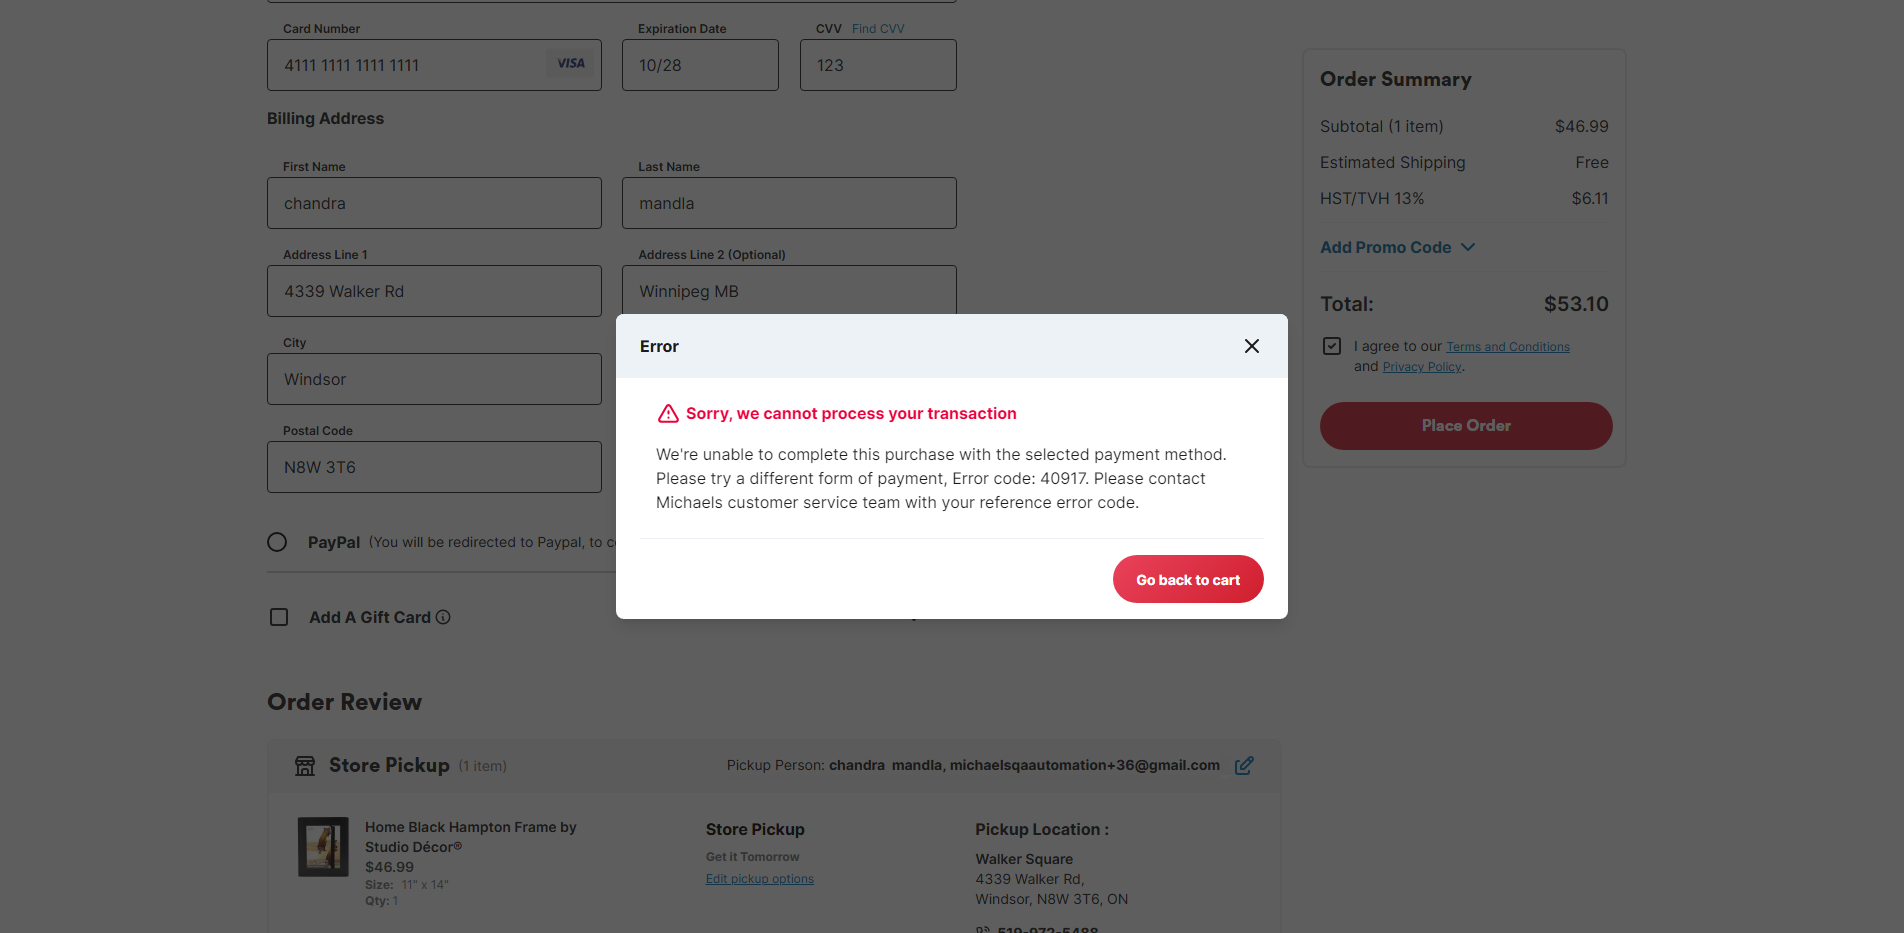 Card Number
Expiration Date
CVV Find CVV
4111 1111 1111 1111
VISA
10/28
123
Billing Address
First Name
Last Name
chandra
mandla
Address Line 1
Address Line 2 (Optional)
4339 Walker Rd
Winnipeg MB
City
Windsor
Postal Code
N8W 3T6
PayPal (You will be redirected to Paypal, to c
Add A Gift Card
Order Summary
Subtotal (1 item) $46.99
Estimated Shipping Free
HST/TVH 13% $6.11
Add Promo Code
Total: $53.10
I agree to our Terms and Conditions
and Privacy Policy.
Place Order
Error
Sorry, we cannot process your transaction
We're unable to complete this purchase with the selected payment method.
Please try a different form of payment, Error code: 40917. Please contact
Michaels customer service team with your reference error code.
Go back to cart
Order Review
Store Pickup (1 item)
Pickup Person: chandra mandla, michaelsqaautomation+36@gmail.com
Home Black Hampton Frame by
Studio Décor®
$46.99
Size: 11" x 14"
Qty: 1
Store Pickup
Get it Tomorrow
Edit pickup options
Pickup Location :
Walker Square
4339 Walker Rd,
Windsor, N8W 3T6, ON
519-972-5488